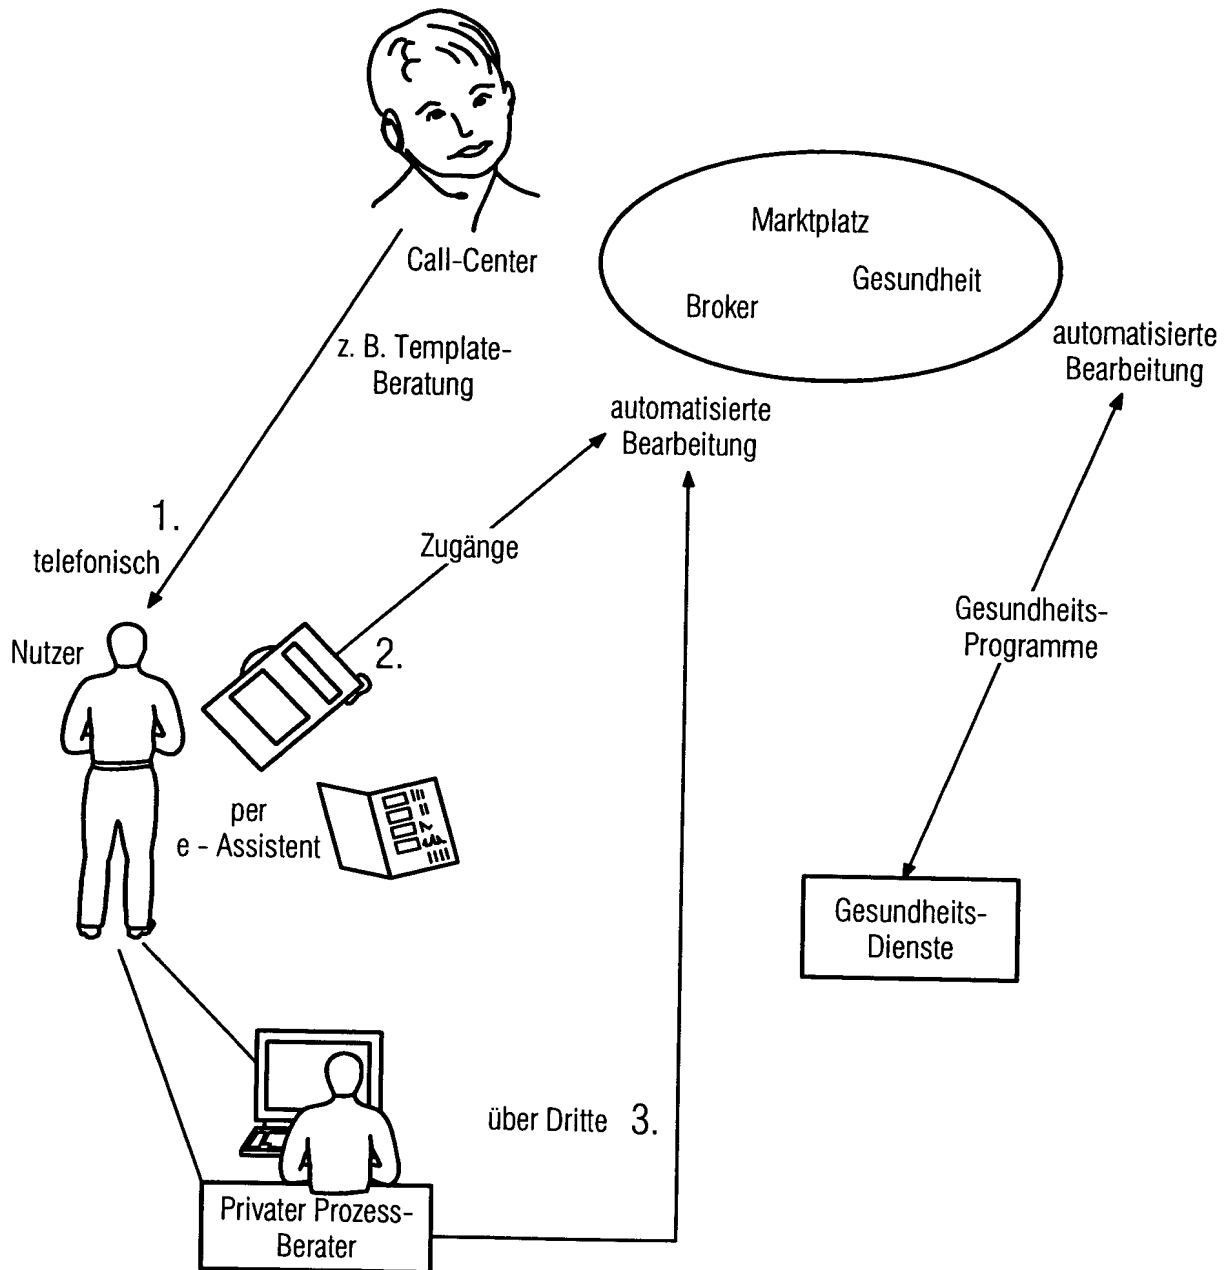 Call-Center
Marktplatz
Gesundheit
Broker
z. B. Template-
Beratung
automatisierte
Bearbeitung
automatisierte
Bearbeitung
1.
telefonisch
Zugänge
Nutzer
2.
Gesundheits-
Programme
per
e - Assistent
Gesundheits-
Dienste
über Dritte 3.
Privater Prozess-
Berater